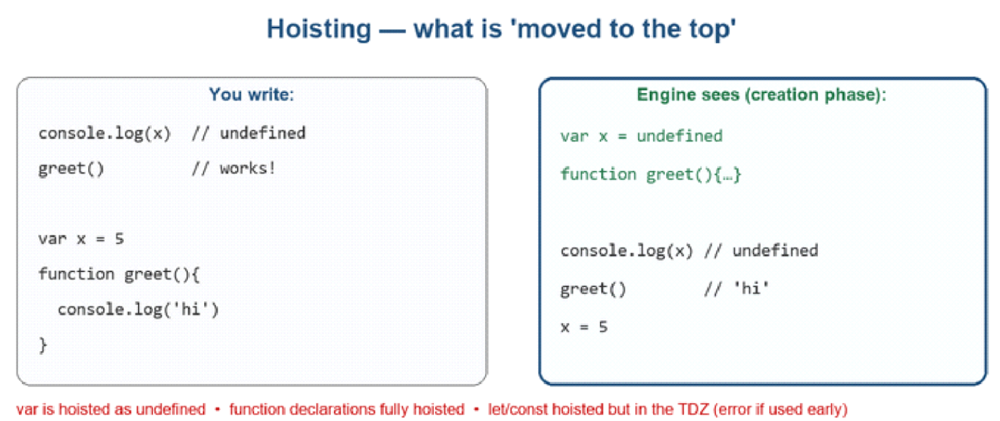 Hoisting — what is 'moved to the top'
You write:
console.log(x)  // undefined
greet()         // works!
var x = 5
function greet(){
  console.log('hi')
}
Engine sees (creation phase):
var x = undefined
function greet(){…}
console.log(x) // undefined
greet()        // 'hi'
x = 5
var is hoisted as undefined • function declarations fully hoisted • let/const hoisted but in the TDZ (error if used early)